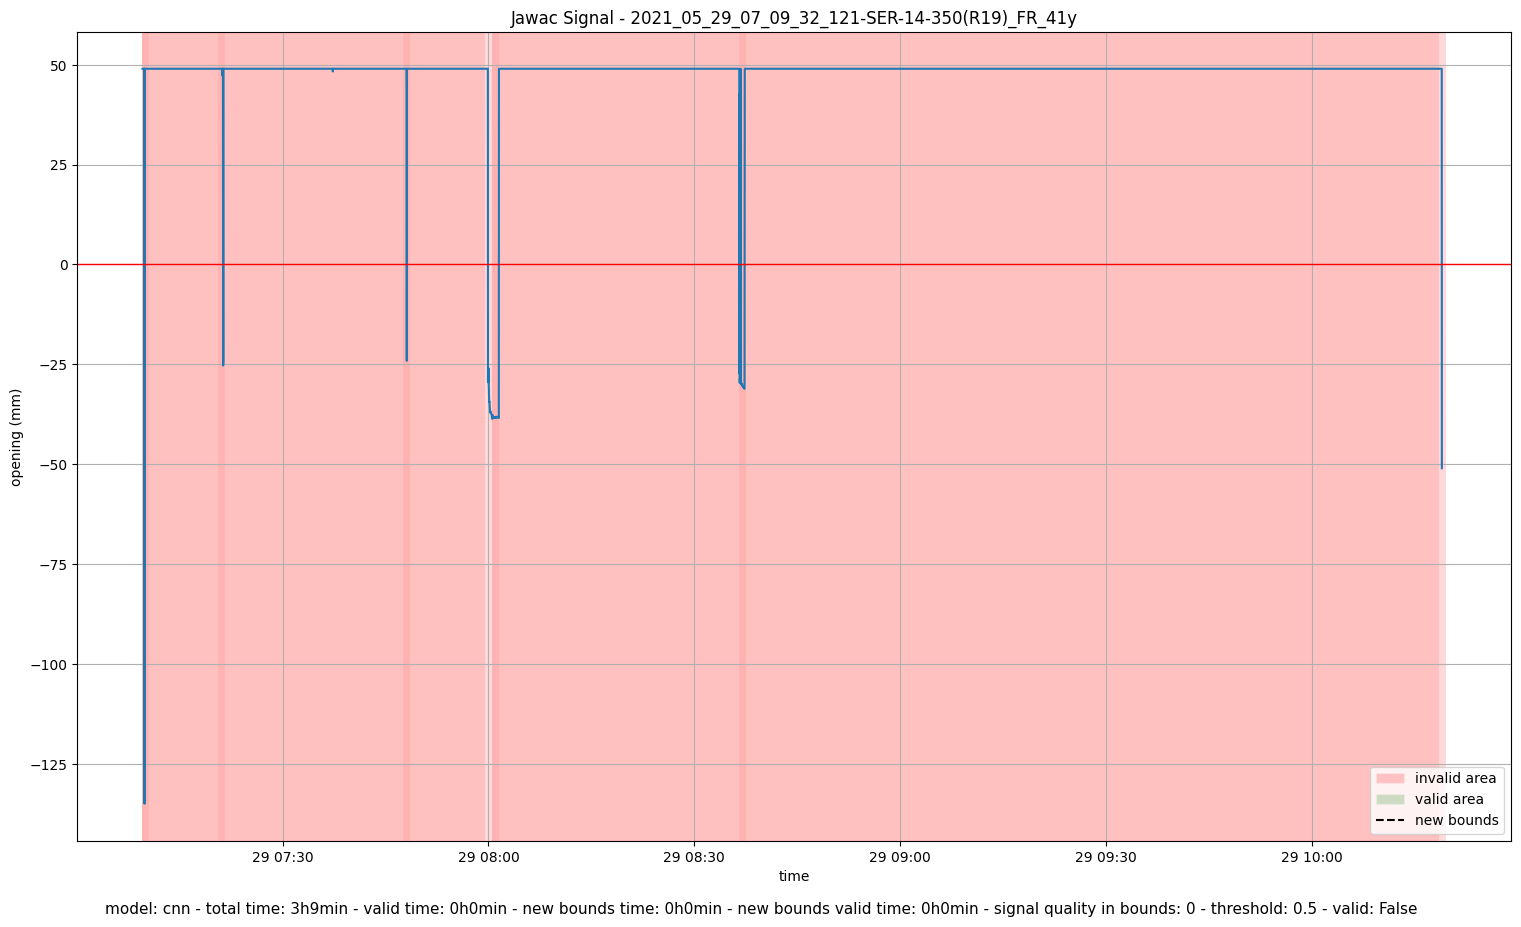 Jawac Signal - 2021_05_29_07_09_32_121-SER-14-350(R19)_FR_41y
50
25
0
−25
−50
−75
−100
−125
opening (mm)
29 07:30
29 08:00
29 08:30
29 09:00
29 09:30
29 10:00
time
invalid area
valid area
new bounds
model: cnn - total time: 3h9min - valid time: 0h0min - new bounds time: 0h0min - new bounds valid time: 0h0min - signal quality in bounds: 0 - threshold: 0.5 - valid: False